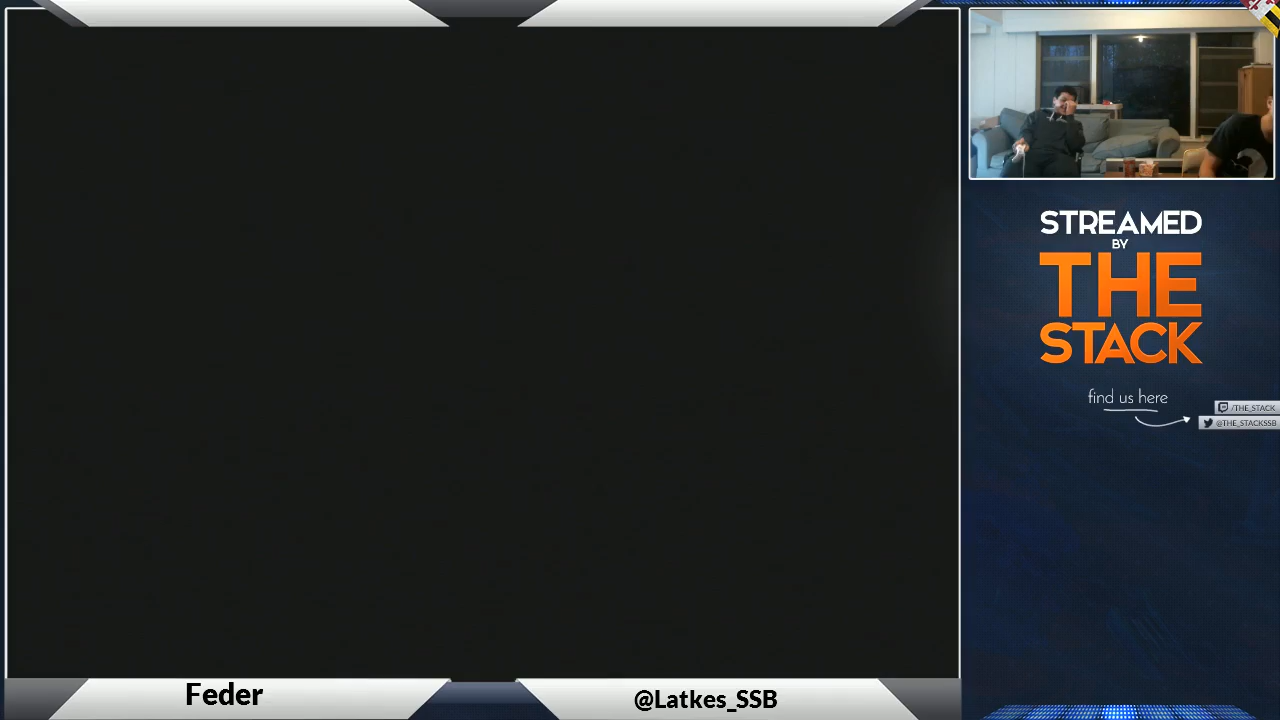 STREAMED
BY
THE
STACK
find us here
/THE_STACK
@THE_STACKSSB
Feder
@Latkes_SSB